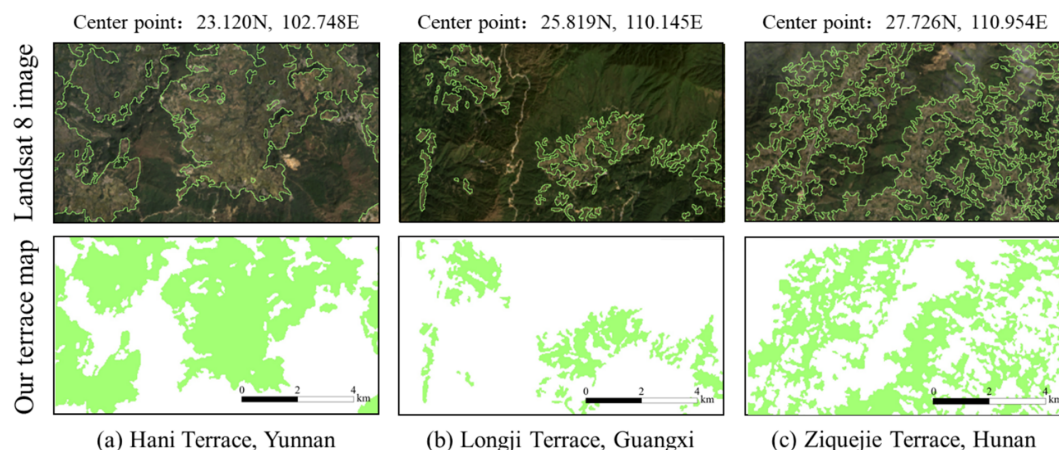 Center point: 23.120N, 102.748E
Center point: 25.819N, 110.145E
Center point: 27.726N, 110.954E
Landsat 8 image
Our terrace map
0 2 4
km
0 2 4
km
0 2 4
km
(a) Hani Terrace, Yunnan
(b) Longji Terrace, Guangxi
(c) Ziquejie Terrace, Hunan